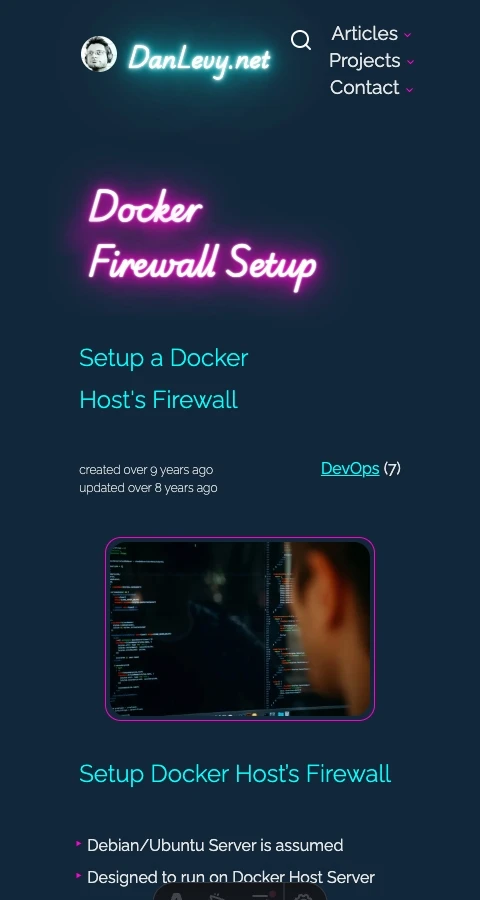 DanLevy.net
Articles
Projects
Contact
Docker
Firewall Setup
Setup a Docker
Host's Firewall
created over 9 years ago
updated over 8 years ago
DevOps (7)
Setup Docker Host’s Firewall
Debian/Ubuntu Server is assumed
Designed to run on Docker Host Server